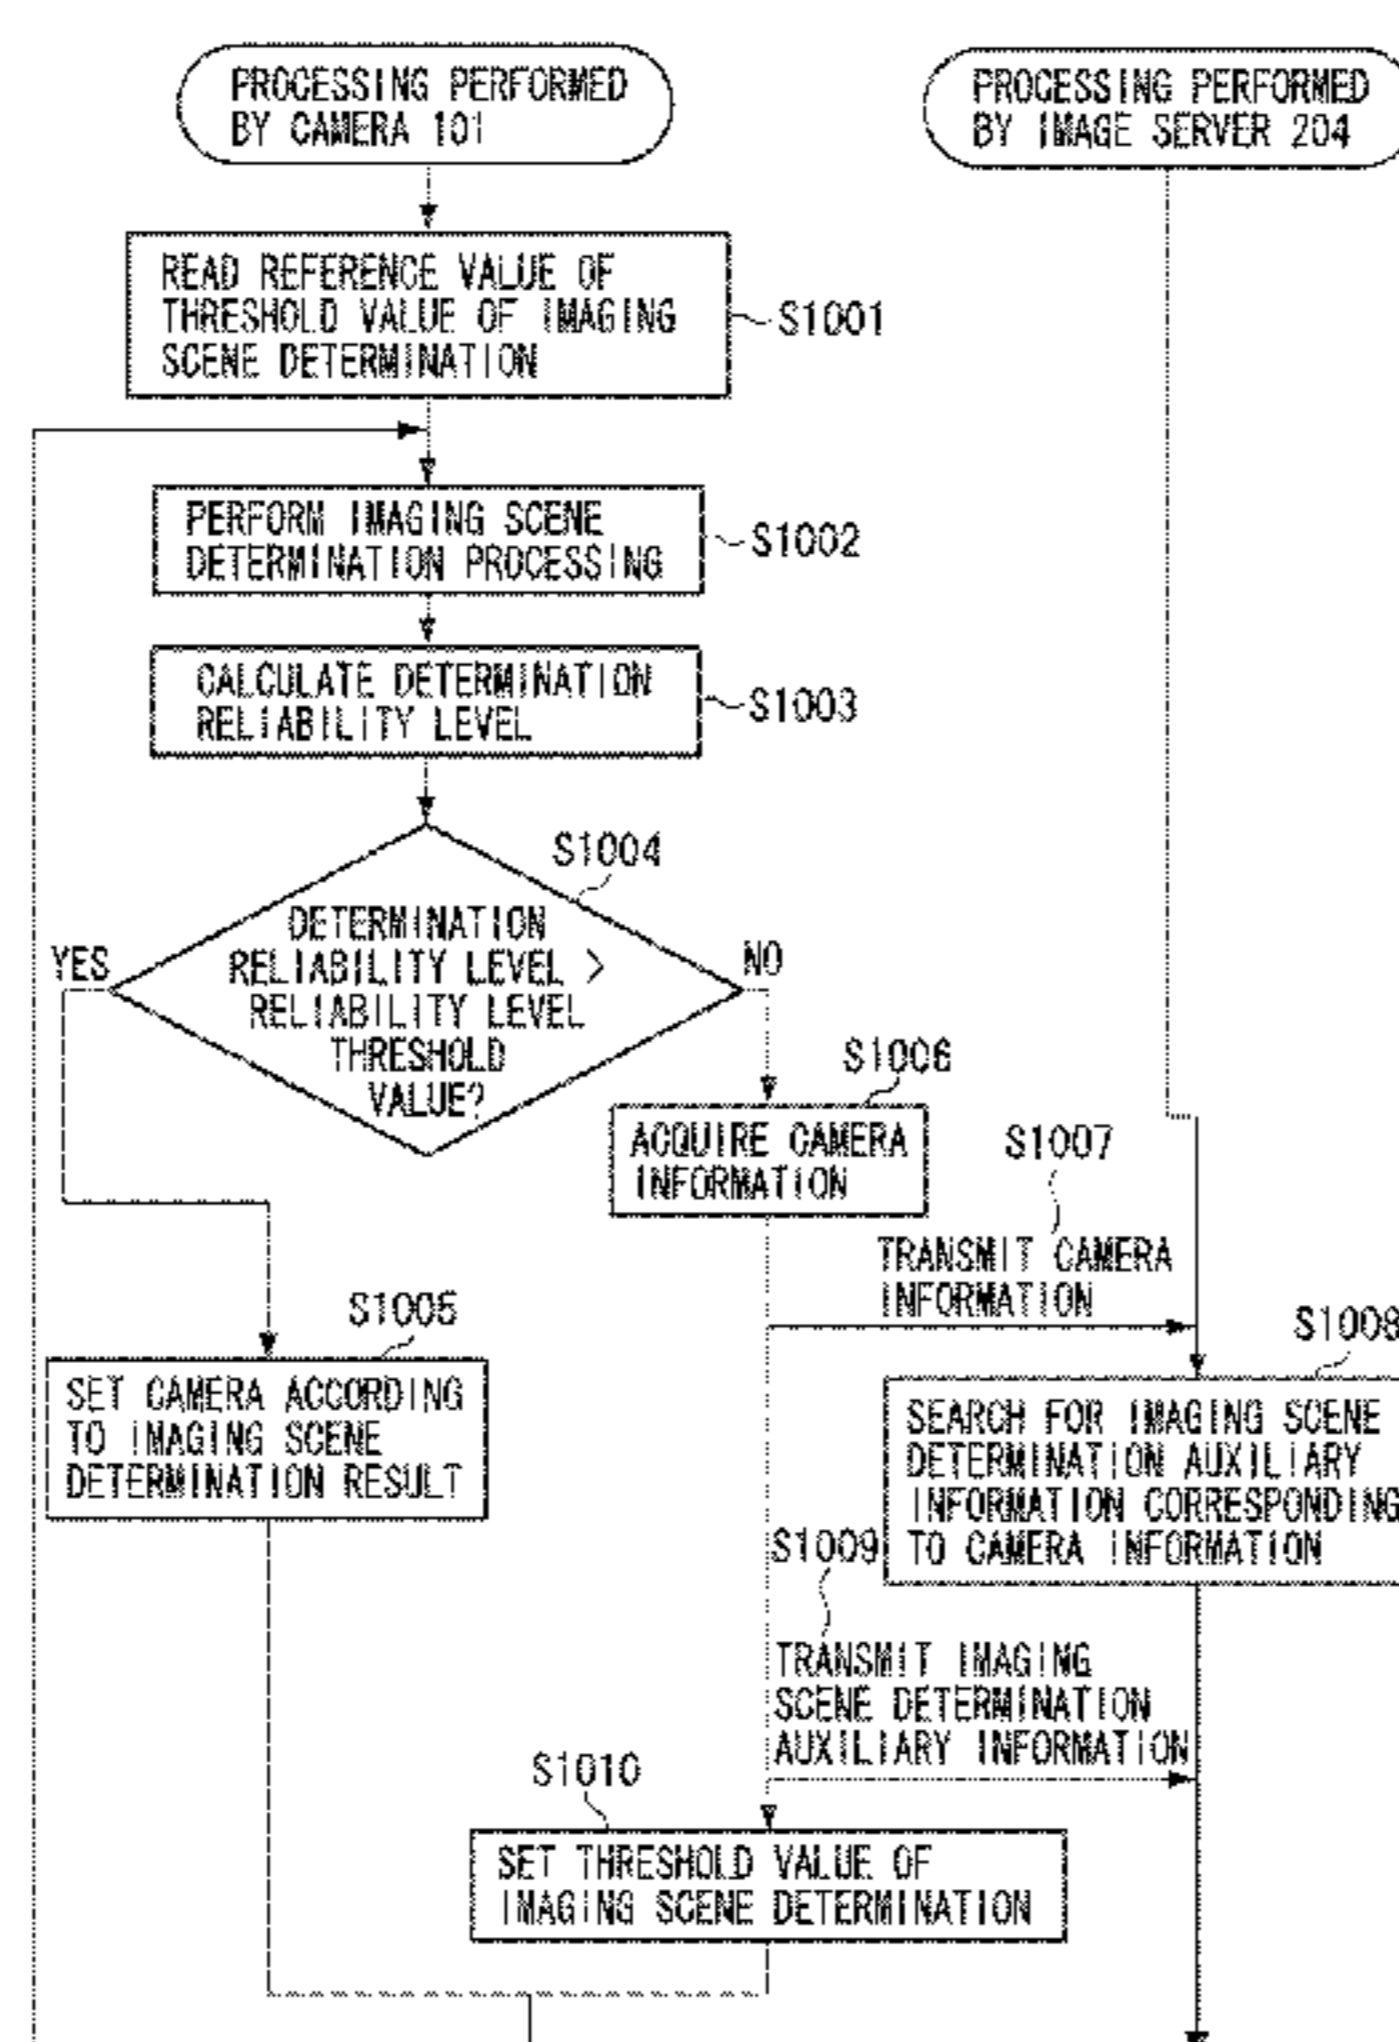 PROCESSING PERFORMED
BY CAMERA 101
PROCESSING PERFORMED
BY IMAGE SERVER 204
READ REFERENCE VALUE OF
THRESHOLD VALUE OF IMAGING
SCENE DETERMINATION
S1001
PERFORM IMAGING SCENE
DETERMINATION PROCESSING
S1002
CALCULATE DETERMINATION
RELIABILITY LEVEL
S1003
S1004
DETERMINATION
RELIABILITY LEVEL >
RELIABILITY LEVEL
THRESHOLD
VALUE?
YES
NO
S1006
ACQUIRE CAMERA
INFORMATION
S1007
TRANSMIT CAMERA
INFORMATION
S1005
SET CAMERA ACCORDING
TO IMAGING SCENE
DETERMINATION RESULT
S1008
SEARCH FOR IMAGING SCENE
DETERMINATION AUXILIARY
INFORMATION CORRESPONDING
TO CAMERA INFORMATION
S1009
TRANSMIT IMAGING
SCENE DETERMINATION
AUXILIARY INFORMATION
S1010
SET THRESHOLD VALUE OF
IMAGING SCENE DETERMINATION